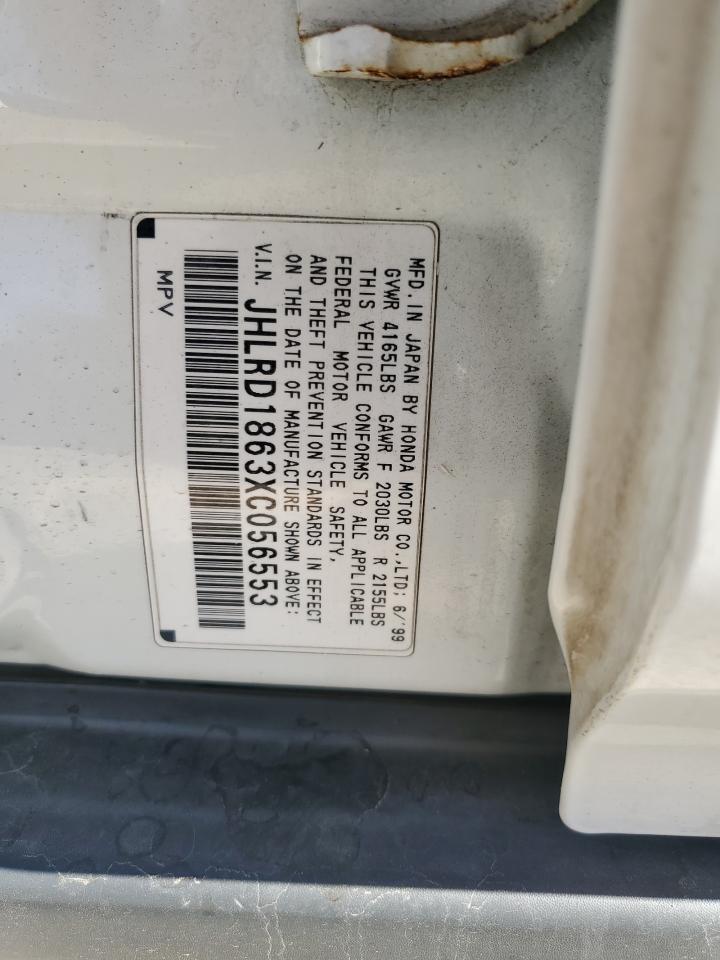 MFD. IN JAPAN BY HONDA MOTOR CO.,LTD; 6/'99
GVWR 4165LBS GAWR F 2030LBS R 2155LBS
THIS VEHICLE CONFORMS TO ALL APPLICABLE
FEDERAL MOTOR VEHICLE SAFETY,
AND THEFT PREVENTION STANDARDS IN EFFECT
ON THE DATE OF MANUFACTURE SHOWN ABOVE;
V.I.N. JHLRD1863XC056553
MPV